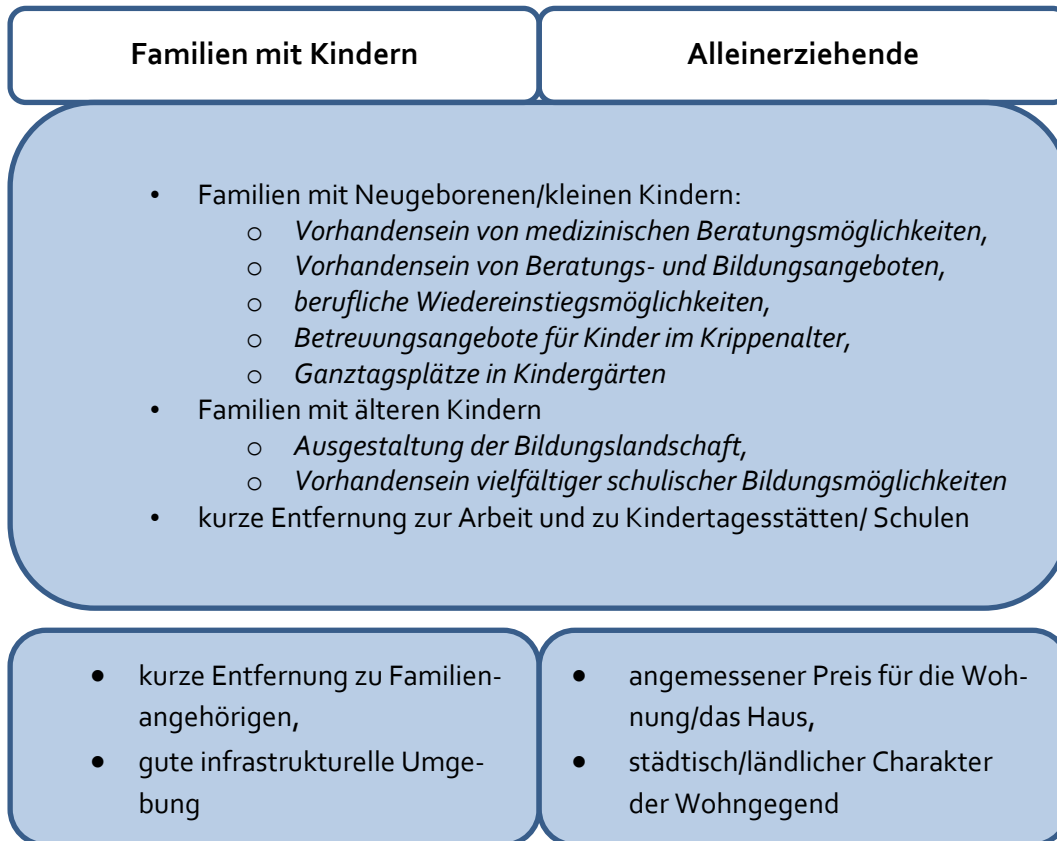 Familien mit Kindern
Alleinerziehende
• Familien mit Neugeborenen/kleinen Kindern:
o Vorhandensein von medizinischen Beratungsmöglichkeiten,
o Vorhandensein von Beratungs- und Bildungsangeboten,
o berufliche Wiedereinstiegsmöglichkeiten,
o Betreuungsangebote für Kinder im Krippenalter,
o Ganztagsplätze in Kindergärten
• Familien mit älteren Kindern
o Ausgestaltung der Bildungslandschaft,
o Vorhandensein vielfältiger schulischer Bildungsmöglichkeiten
• kurze Entfernung zur Arbeit und zu Kindertagesstätten/ Schulen
• kurze Entfernung zu Familien-
angehörigen,
• gute infrastrukturelle Umge-
bung
• angemessener Preis für die Woh-
nung/das Haus,
• städtisch/ländlicher Charakter
der Wohngegend